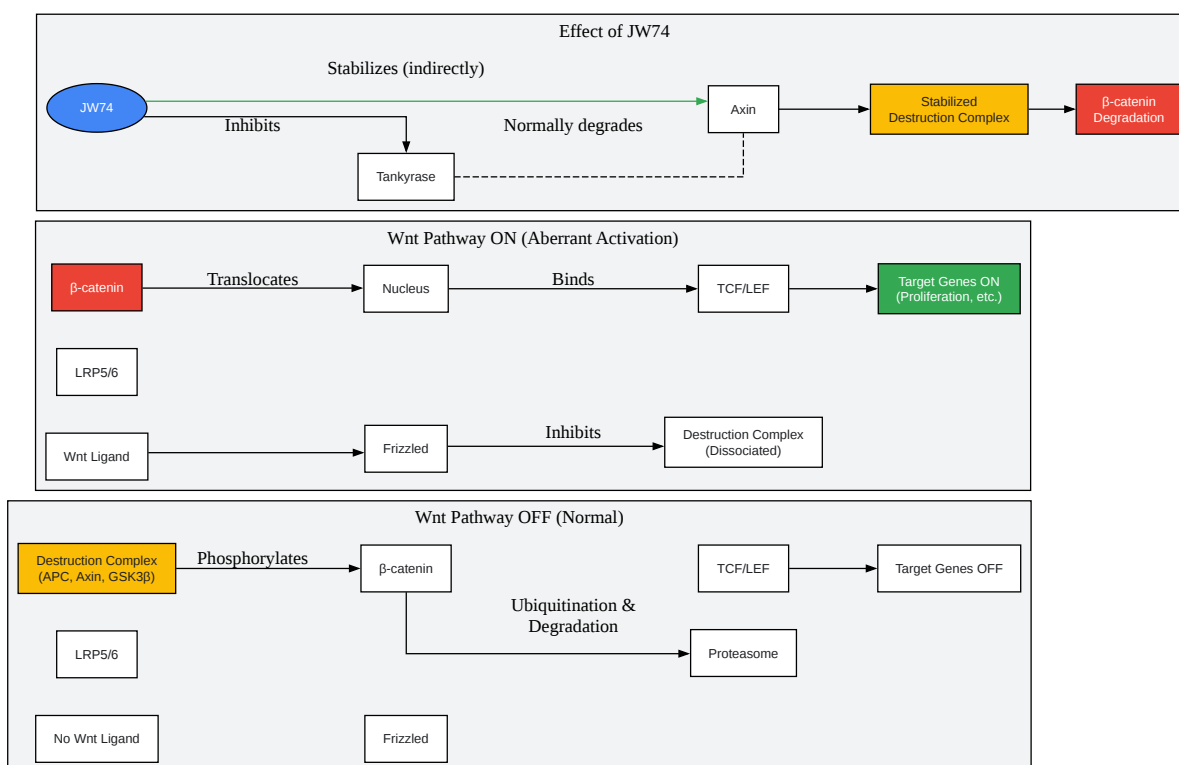 Effect of JW74
Stabilizes (indirectly)
JW74
Inhibits
Normally degrades
Axin
Stabilized
Destruction Complex
β-catenin
Degradation
Tankyrase
Wnt Pathway ON (Aberrant Activation)
β-catenin
Translocates
Nucleus
Binds
TCF/LEF
Target Genes ON
(Proliferation, etc.)
LRP5/6
Wnt Ligand
Frizzled
Inhibits
Destruction Complex
(Dissociated)
Wnt Pathway OFF (Normal)
Destruction Complex
(APC, Axin, GSK3β)
Phosphorylates
β-catenin
TCF/LEF
Target Genes OFF
Ubiquitination &
Degradation
LRP5/6
Proteasome
No Wnt Ligand
Frizzled